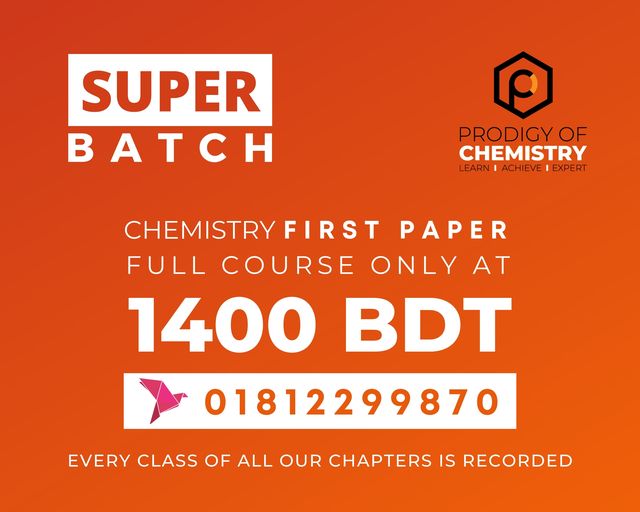 SUPER
BATCH
PRODIGY OF
CHEMISTRY
LEARN I ACHIEVE I EXPERT
CHEMISTRY FIRST PAPER
FULL COURSE ONLY AT
1400 BDT
01812299870
EVERY CLASS OF ALL OUR CHAPTERS IS RECORDED